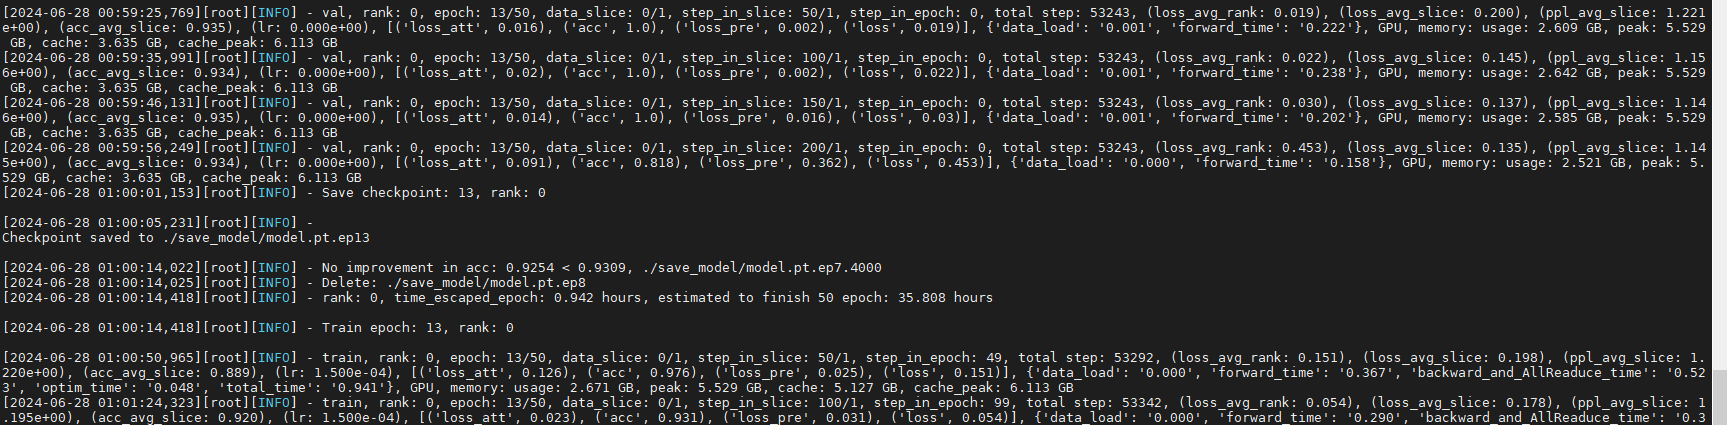 [2024-06-28 00:59:25,769][root][INFO] - val, rank: 0, epoch: 13/50, data_slice: 0/1, step_in_slice: 50/1, step_in_epoch: 0, total step: 53243, (loss_avg_rank: 0.019), (loss_avg_slice: 0.200), (ppl_avg_slice: 1.221
e+00), (acc_avg_slice: 0.935), (lr: 0.000e+00), [('loss_att', 0.016), ('acc', 1.0), ('loss_pre', 0.002), ('loss', 0.019)], {'data_load': '0.001', 'forward_time': '0.222'}, GPU, memory: usage: 2.609 GB, peak: 5.529
 GB, cache: 3.635 GB, cache_peak: 6.113 GB
[2024-06-28 00:59:35,991][root][INFO] - val, rank: 0, epoch: 13/50, data_slice: 0/1, step_in_slice: 100/1, step_in_epoch: 0, total step: 53243, (loss_avg_rank: 0.022), (loss_avg_slice: 0.145), (ppl_avg_slice: 1.15
6e+00), (acc_avg_slice: 0.934), (lr: 0.000e+00), [('loss_att', 0.02), ('acc', 1.0), ('loss_pre', 0.002), ('loss', 0.022)], {'data_load': '0.001', 'forward_time': '0.238'}, GPU, memory: usage: 2.642 GB, peak: 5.529
 GB, cache: 3.635 GB, cache_peak: 6.113 GB
[2024-06-28 00:59:46,131][root][INFO] - val, rank: 0, epoch: 13/50, data_slice: 0/1, step_in_slice: 150/1, step_in_epoch: 0, total step: 53243, (loss_avg_rank: 0.030), (loss_avg_slice: 0.137), (ppl_avg_slice: 1.14
6e+00), (acc_avg_slice: 0.935), (lr: 0.000e+00), [('loss_att', 0.014), ('acc', 1.0), ('loss_pre', 0.016), ('loss', 0.03)], {'data_load': '0.001', 'forward_time': '0.202'}, GPU, memory: usage: 2.585 GB, peak: 5.529
 GB, cache: 3.635 GB, cache_peak: 6.113 GB
[2024-06-28 00:59:56,249][root][INFO] - val, rank: 0, epoch: 13/50, data_slice: 0/1, step_in_slice: 200/1, step_in_epoch: 0, total step: 53243, (loss_avg_rank: 0.453), (loss_avg_slice: 0.135), (ppl_avg_slice: 1.14
5e+00), (acc_avg_slice: 0.934), (lr: 0.000e+00), [('loss_att', 0.091), ('acc', 0.818), ('loss_pre', 0.362), ('loss', 0.453)], {'data_load': '0.000', 'forward_time': '0.158'}, GPU, memory: usage: 2.521 GB, peak: 5.
529 GB, cache: 3.635 GB, cache_peak: 6.113 GB
[2024-06-28 01:00:01,153][root][INFO] - Save checkpoint: 13, rank: 0
[2024-06-28 01:00:05,231][root][INFO] -
Checkpoint saved to ./save_model/model.pt.ep13
[2024-06-28 01:00:14,022][root][INFO] - No improvement in acc: 0.9254 < 0.9309, ./save_model/model.pt.ep7.4000
[2024-06-28 01:00:14,025][root][INFO] - Delete: ./save_model/model.pt.ep8
[2024-06-28 01:00:14,418][root][INFO] - rank: 0, time_escaped_epoch: 0.942 hours, estimated to finish 50 epoch: 35.808 hours
[2024-06-28 01:00:14,418][root][INFO] - Train epoch: 13, rank: 0
[2024-06-28 01:00:50,965][root][INFO] - train, rank: 0, epoch: 13/50, data_slice: 0/1, step_in_slice: 50/1, step_in_epoch: 49, total step: 53292, (loss_avg_rank: 0.151), (loss_avg_slice: 0.198), (ppl_avg_slice: 1.
220e+00), (acc_avg_slice: 0.889), (lr: 1.500e-04), [('loss_att', 0.126), ('acc', 0.976), ('loss_pre', 0.025), ('loss', 0.151)], {'data_load': '0.000', 'forward_time': '0.367', 'backward_and_AllReaduce_time': '0.52
3', 'optim_time': '0.048', 'total_time': '0.941'}, GPU, memory: usage: 2.671 GB, peak: 5.529 GB, cache: 5.127 GB, cache_peak: 6.113 GB
[2024-06-28 01:01:24,323][root][INFO] - train, rank: 0, epoch: 13/50, data_slice: 0/1, step_in_slice: 100/1, step_in_epoch: 99, total step: 53342, (loss_avg_rank: 0.054), (loss_avg_slice: 0.178), (ppl_avg_slice: 1
.195e+00), (acc_avg_slice: 0.920), (lr: 1.500e-04), [('loss_att', 0.023), ('acc', 0.931), ('loss_pre', 0.031), ('loss', 0.054)], {'data_load': '0.000', 'forward_time': '0.290', 'backward_and_AllReaduce_time': '0.3